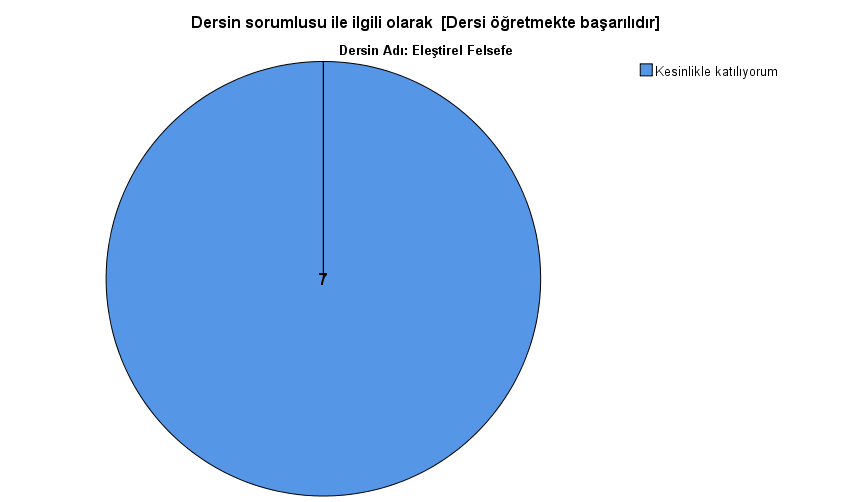 Dersin sorumlusu ile ilgili olarak  [Dersi öğretmekte başarılıdır]
Dersin Adı: Eleştirel Felsefe
Kesinlikle katılıyorum
7